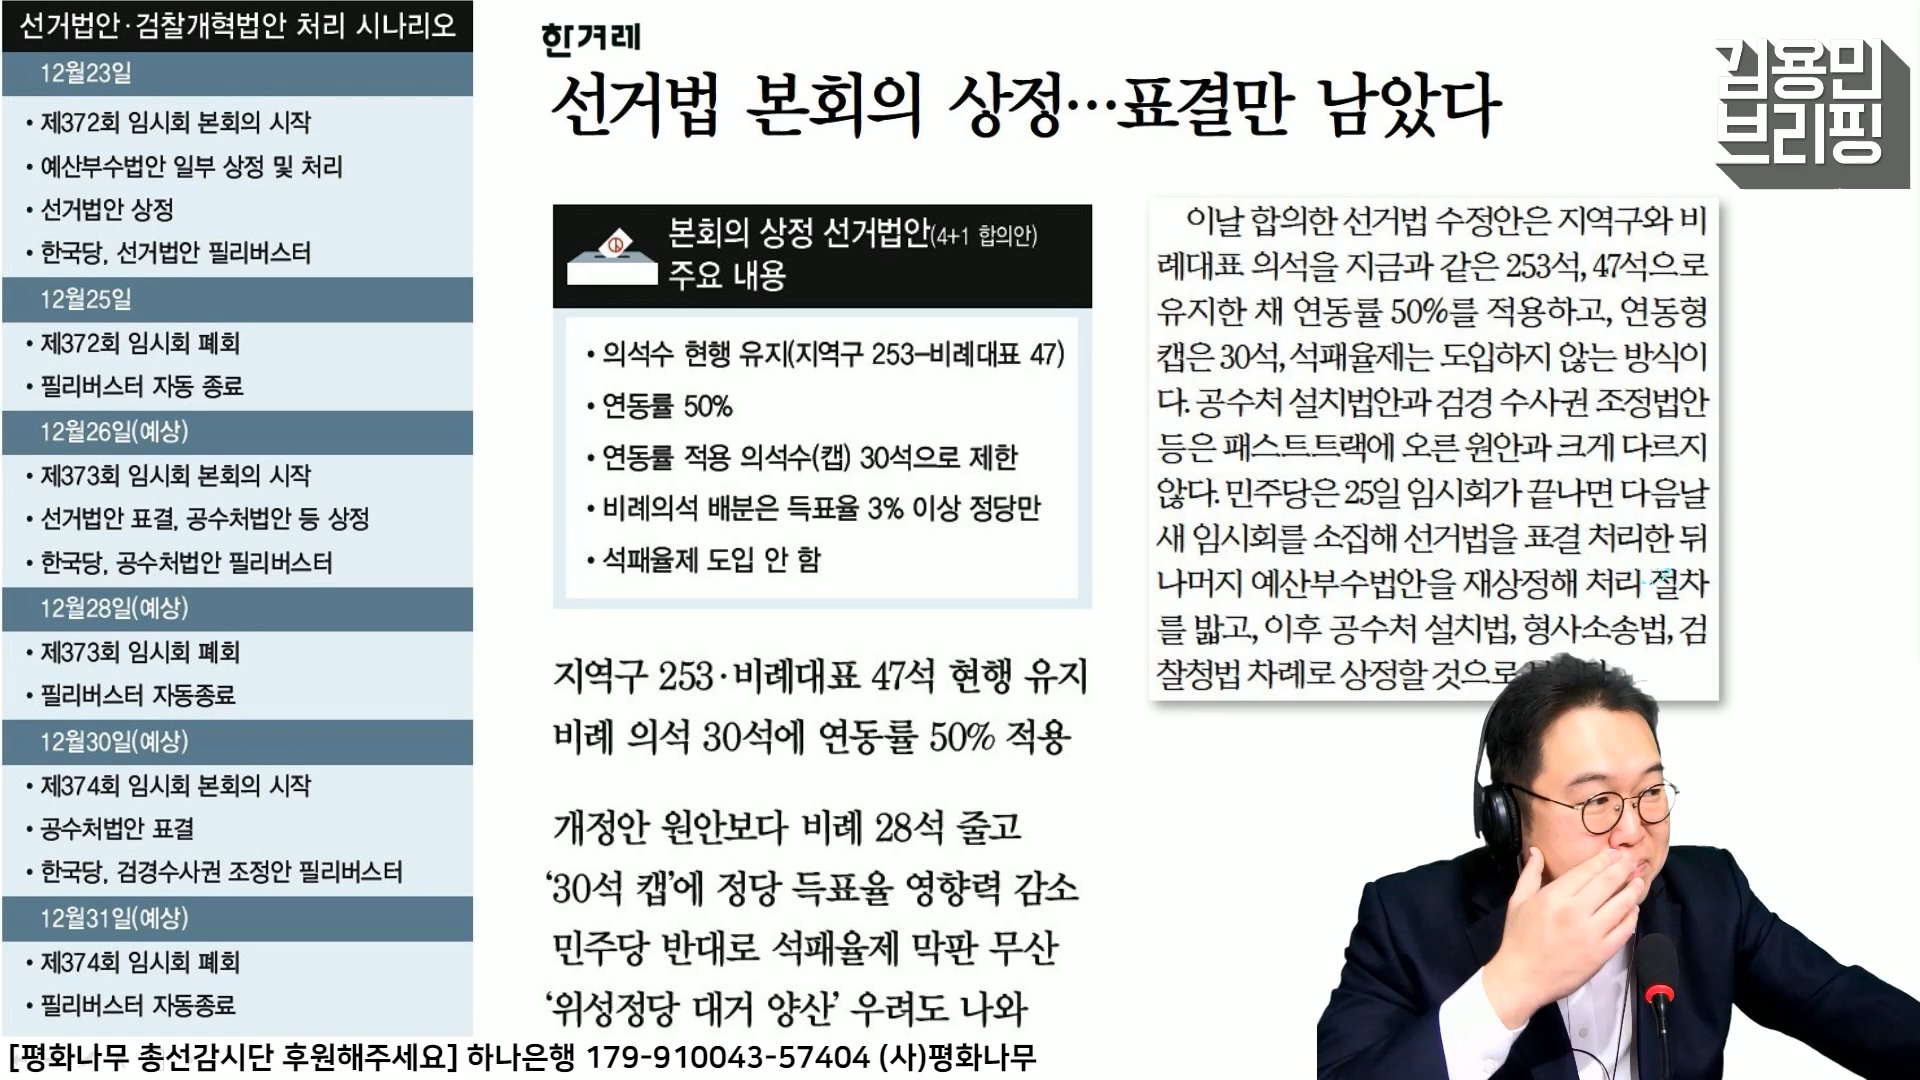 선거법안·검찰개혁법안 처리 시나리오
12월23일
• 제372회 임시회 본회의 시작
• 예산부수법안 일부 상정 및 처리
• 선거법안 상정
• 한국당, 선거법안 필리버스터
12월25일
• 제372회 임시회 폐회
• 필리버스터 자동 종료
12월26일(예상)
• 제373회 임시회 본회의 시작
• 선거법안 표결, 공수처법안 등 상정
• 한국당, 공수처법안 필리버스터
12월28일(예상)
• 제373회 임시회 폐회
• 필리버스터 자동종료
12월30일(예상)
• 제374회 임시회 본회의 시작
• 공수처법안 표결
• 한국당, 검경수사권 조정안 필리버스터
12월31일(예상)
• 제374회 임시회 폐회
• 필리버스터 자동종료
한겨레
선거법 본회의 상정…표결만 남았다
본회의 상정 선거법안(4+1 합의안)
주요 내용
• 의석수 현행 유지(지역구 253-비례대표 47)
• 연동률 50%
• 연동률 적용 의석수(캡) 30석으로 제한
• 비례의석 배분은 득표율 3% 이상 정당만
• 석패율제 도입 안 함
지역구 253·비례대표 47석 현행 유지
비례 의석 30석에 연동률 50% 적용
개정안 원안보다 비례 28석 줄고
‘30석 캡’에 정당 득표율 영향력 감소
민주당 반대로 석패율제 막판 무산
‘위성정당 대거 양산’ 우려도 나와
이날 합의한 선거법 수정안은 지역구와 비
례대표 의석을 지금과 같은 253석, 47석으로
유지한 채 연동률 50%를 적용하고, 연동형
캡은 30석, 석패율제는 도입하지 않는 방식이
다. 공수처 설치법안과 검경 수사권 조정법안
등은 패스트트랙에 오른 원안과 크게 다르지
않다. 민주당은 25일 임시회가 끝나면 다음날
새 임시회를 소집해 선거법을 표결 처리한 뒤
나머지 예산부수법안을 재상정해 처리 절차
를 밟고, 이후 공수처 설치법, 형사소송법, 검
찰청법 차례로 상정할 것으로
김용민
브리핑
[평화나무 총선감시단 후원해주세요] 하나은행 179-910043-57404 (사)평화나무